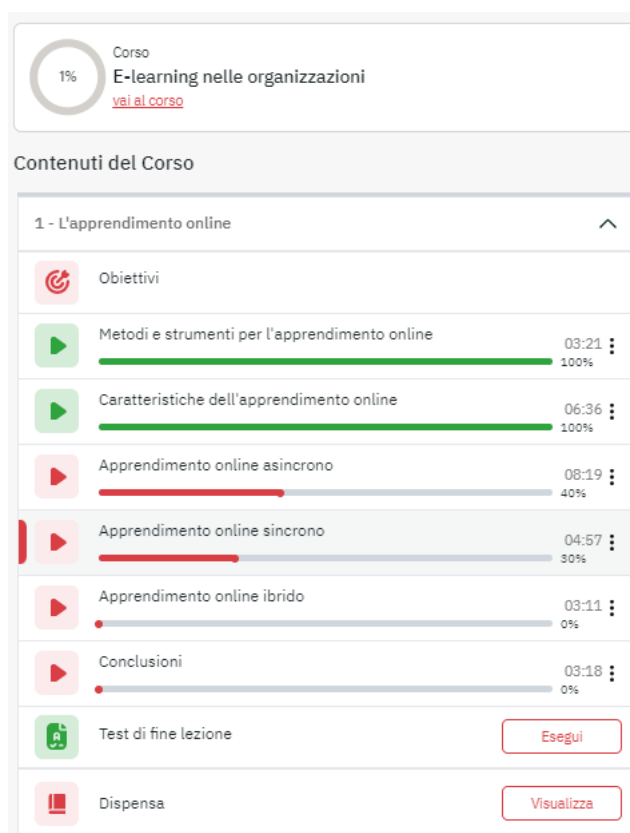 Corso
1%
E-learning nelle organizzazioni
vai al corso
Contenuti del Corso
1 - L'apprendimento online
Obiettivi
Metodi e strumenti per l'apprendimento online
03:21
100%
Caratteristiche dell'apprendimento online
06:36
100%
Apprendimento online asincrono
08:19
40%
Apprendimento online sincrono
04:57
30%
Apprendimento online ibrido
03:11
0%
Conclusioni
03:18
0%
A
Test di fine lezione
Esegui
Dispensa
Visualizza